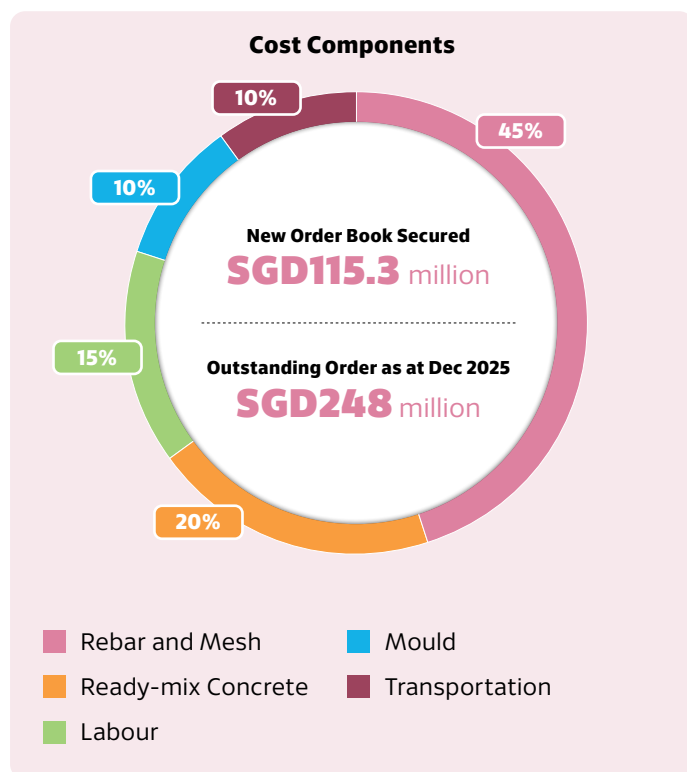 Cost Components
10%
45%
10%
New Order Book Secured
SGD115.3 million
15%
Outstanding Order as at Dec 2025
SGD248 million
20%
Rebar and Mesh
Mould
Ready-mix Concrete
Transportation
Labour